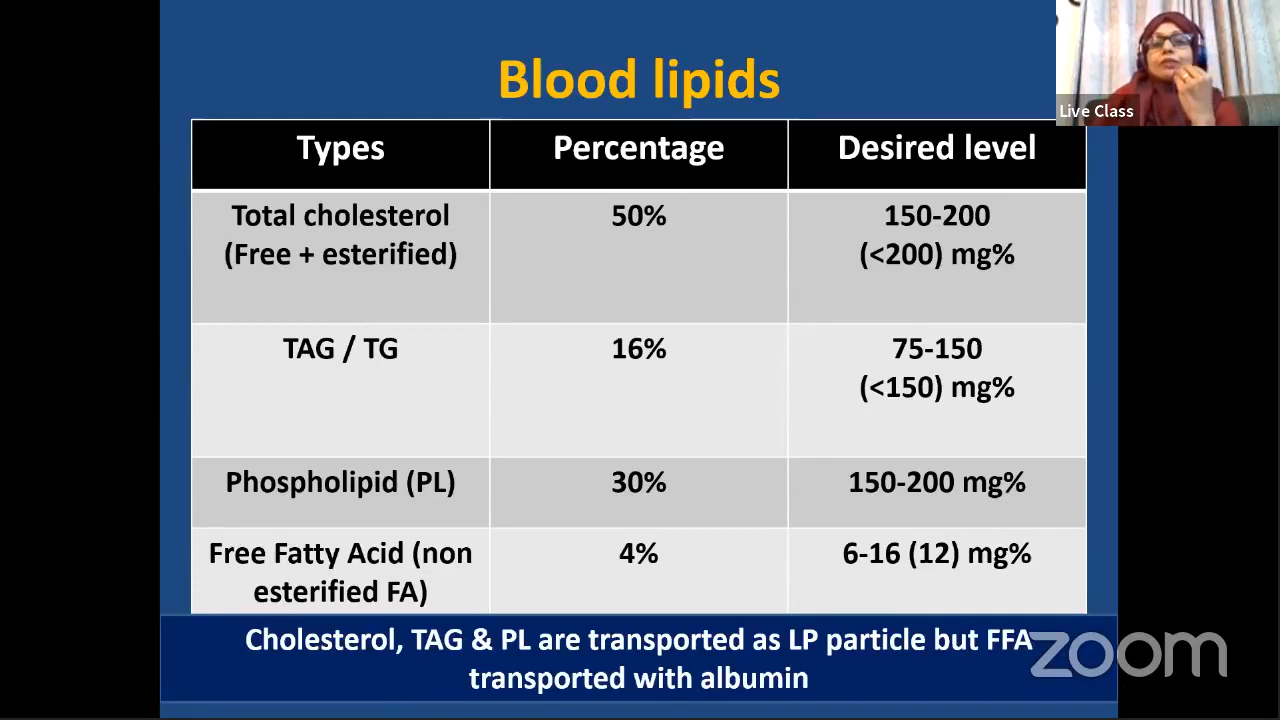 Blood lipids
Live Class
Types Percentage Desired level
Total cholesterol 50% 150-200
(Free + esterified) (<200) mg%
TAG / TG 16% 75-150
(<150) mg%
Phospholipid (PL) 30% 150-200 mg%
Free Fatty Acid (non 4% 6-16 (12) mg%
esterified FA)
Cholesterol, TAG & PL are transported as LP particle but FFA
transported with albumin
zoom